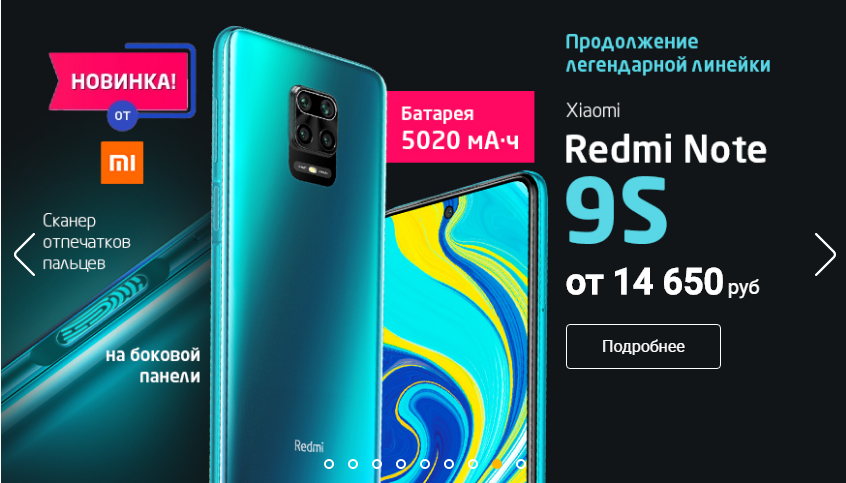 НОВИНКА!
от
mi
Сканер
отпечатков
пальцев
на боковой
панели
Redmi
Батарея
5020 мА·ч
Продолжение
легендарной линейки
Xiaomi
Redmi Note
9S
от 14 650 руб
Подробнее